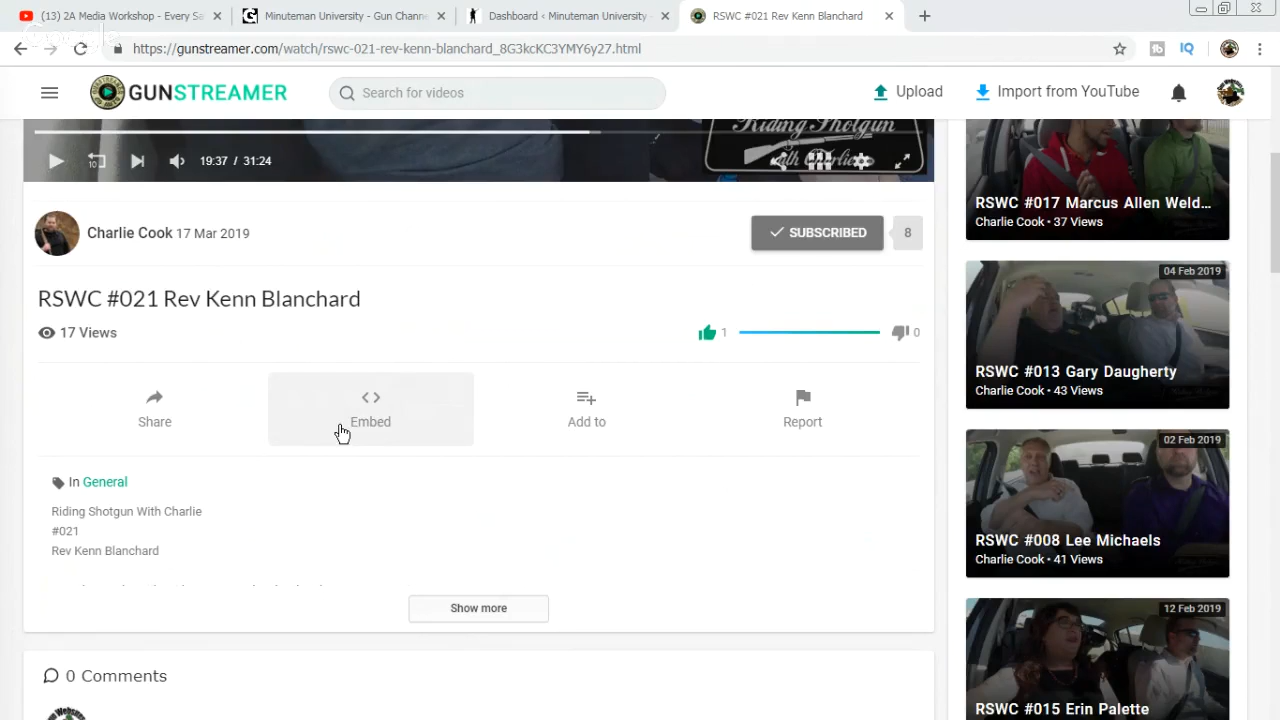 (13) 2A Media Workshop - Every Sa
Minuteman University - Gun Chann
Dashboard ‹ Minuteman University -
RSWC #021 Rev Kenn Blanchard
Google
https://gunstreamer.com/watch/rswc-021-rev-kenn-blanchard_8G3kcKC3YMY6y27.html
GUNSTREAMER
Search for videos
Upload
Import from YouTube
Riding Shotgun
with Charlie
10
19:37 / 31:24
Charlie Cook 17 Mar 2019
SUBSCRIBED
8
RSWC #021 Rev Kenn Blanchard
17 Views
1
0
Share
Embed
Add to
Report
In General
Riding Shotgun With Charlie
#021
Rev Kenn Blanchard
Show more
0 Comments
RSWC #017 Marcus Allen Weld...
Charlie Cook • 37 Views
04 Feb 2019
RSWC #013 Gary Daugherty
Charlie Cook • 43 Views
02 Feb 2019
RSWC #008 Lee Michaels
Charlie Cook • 41 Views
12 Feb 2019
RSWC #015 Erin Palette